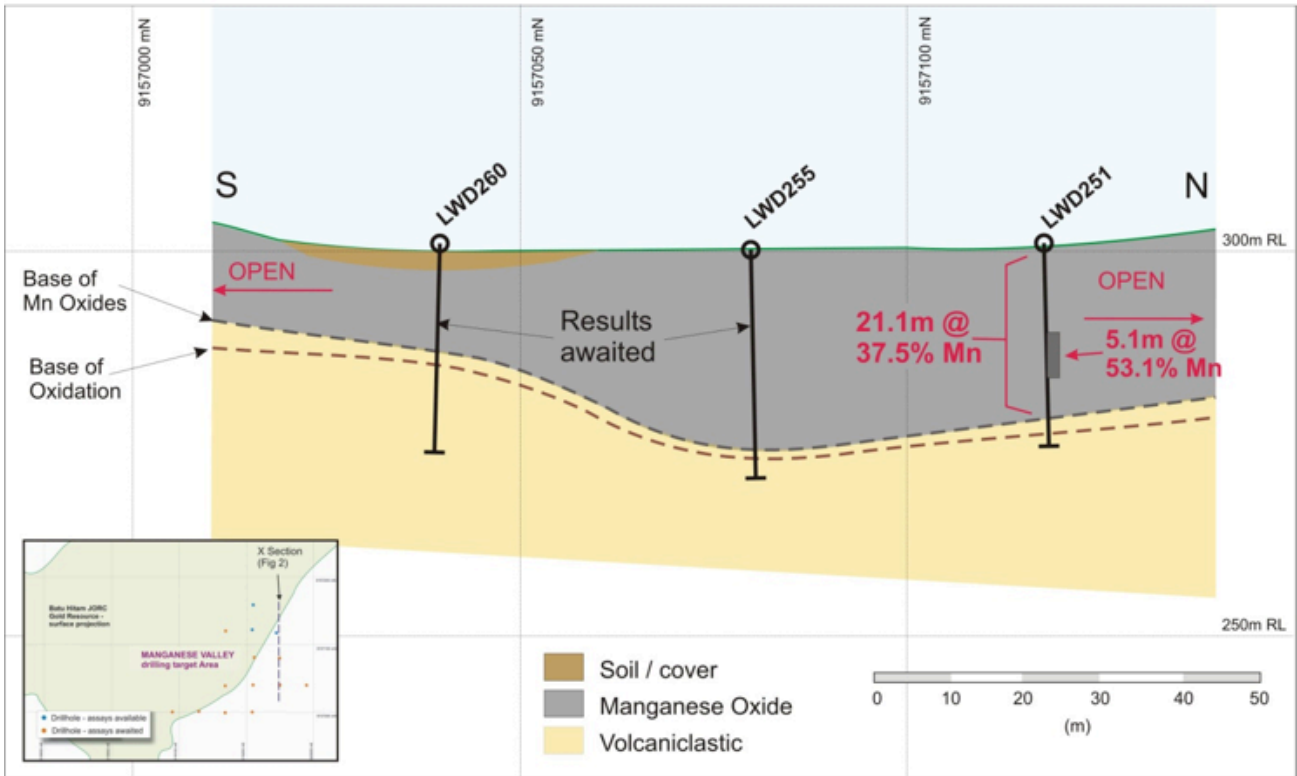 9157000 mN
9157050 mN
9157100 mN
S
LWD260
LWD255
LWD251
N
300m RL
OPEN
Base of
Mn Oxides
Results
awaited
21.1m @
37.5% Mn
OPEN
5.1m @
53.1% Mn
Base of
Oxidation
X Section
(Fig 2)
Batu Hitam JORC
Gold Resource -
surface projection
MANGANESE VALLEY
drilling target Area
Drillhole - assays available
Drillhole - assays awaited
250m RL
Soil / cover
Manganese Oxide
Volcaniclastic
0 10 20 30 40 50
(m)